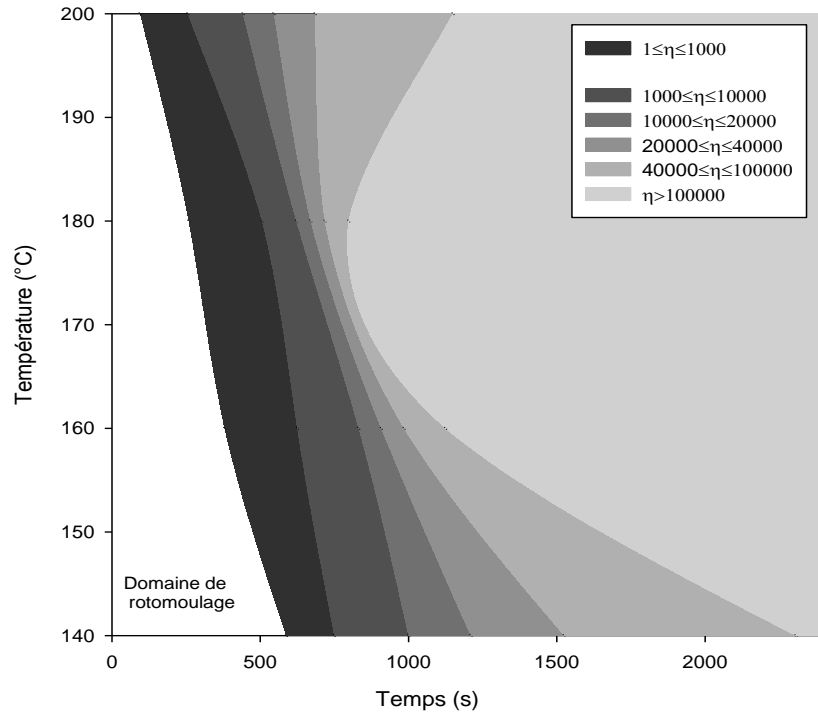 200
190
180
170
160
150
140
Température (°C)
1≤η≤1000
1000≤η≤10000
10000≤η≤20000
20000≤η≤40000
40000≤η≤100000
η>100000
Domaine de
rotomoulage
0
500
1000
1500
2000
Temps (s)